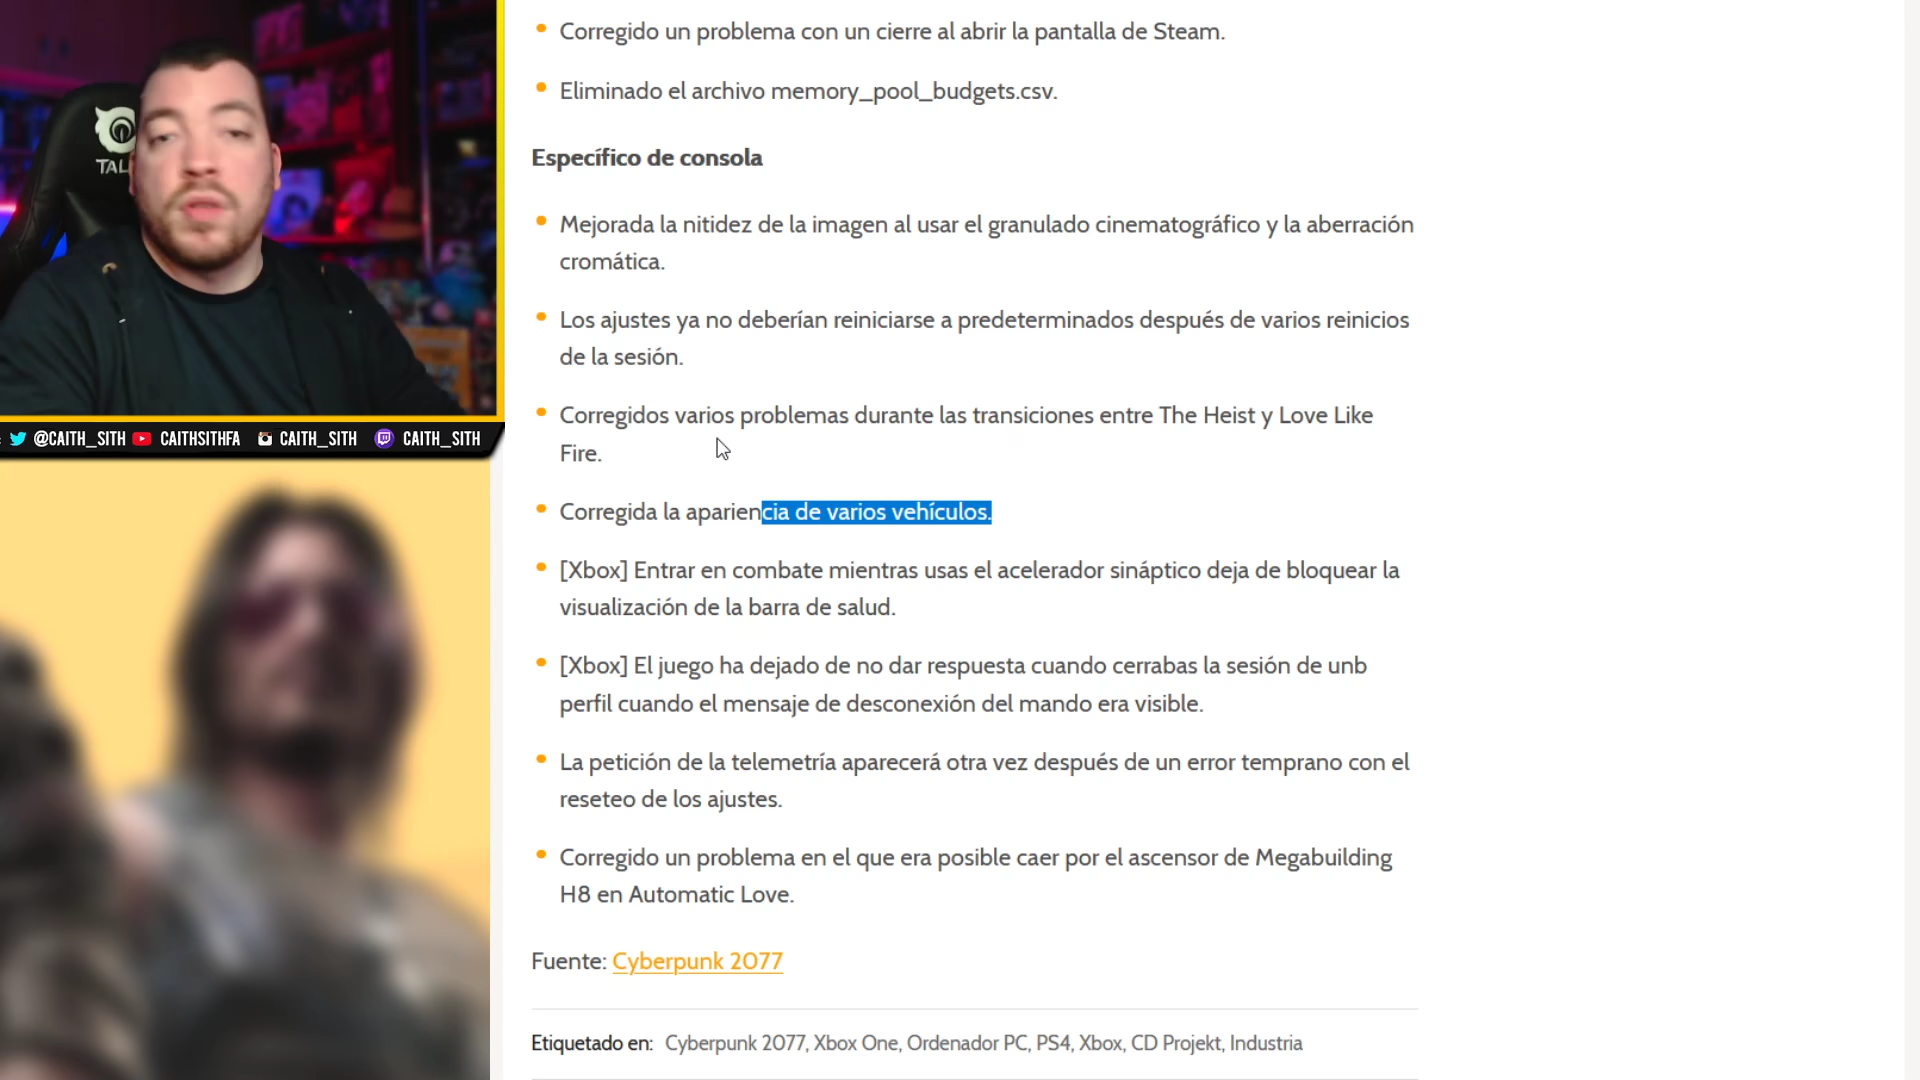 Corregido un problema con un cierre al abrir la pantalla de Steam.
Eliminado el archivo memory_pool_budgets.csv.
Específico de consola
Mejorada la nitidez de la imagen al usar el granulado cinematográfico y la aberración
cromática.
Los ajustes ya no deberían reiniciarse a predeterminados después de varios reinicios
de la sesión.
Corregidos varios problemas durante las transiciones entre The Heist y Love Like
Fire.
Corregida la apariencia de varios vehículos.
[Xbox] Entrar en combate mientras usas el acelerador sináptico deja de bloquear la
visualización de la barra de salud.
[Xbox] El juego ha dejado de no dar respuesta cuando cerrabas la sesión de unb
perfil cuando el mensaje de desconexión del mando era visible.
La petición de la telemetría aparecerá otra vez después de un error temprano con el
reseteo de los ajustes.
Corregido un problema en el que era posible caer por el ascensor de Megabuilding
H8 en Automatic Love.
Fuente: Cyberpunk 2077
Etiquetado en: Cyberpunk 2077, Xbox One, Ordenador PC, PS4, Xbox, CD Projekt, Industria
TAL
@CAITH_SITH CAITHSITHFA CAITH_SITH CAITH_SITH